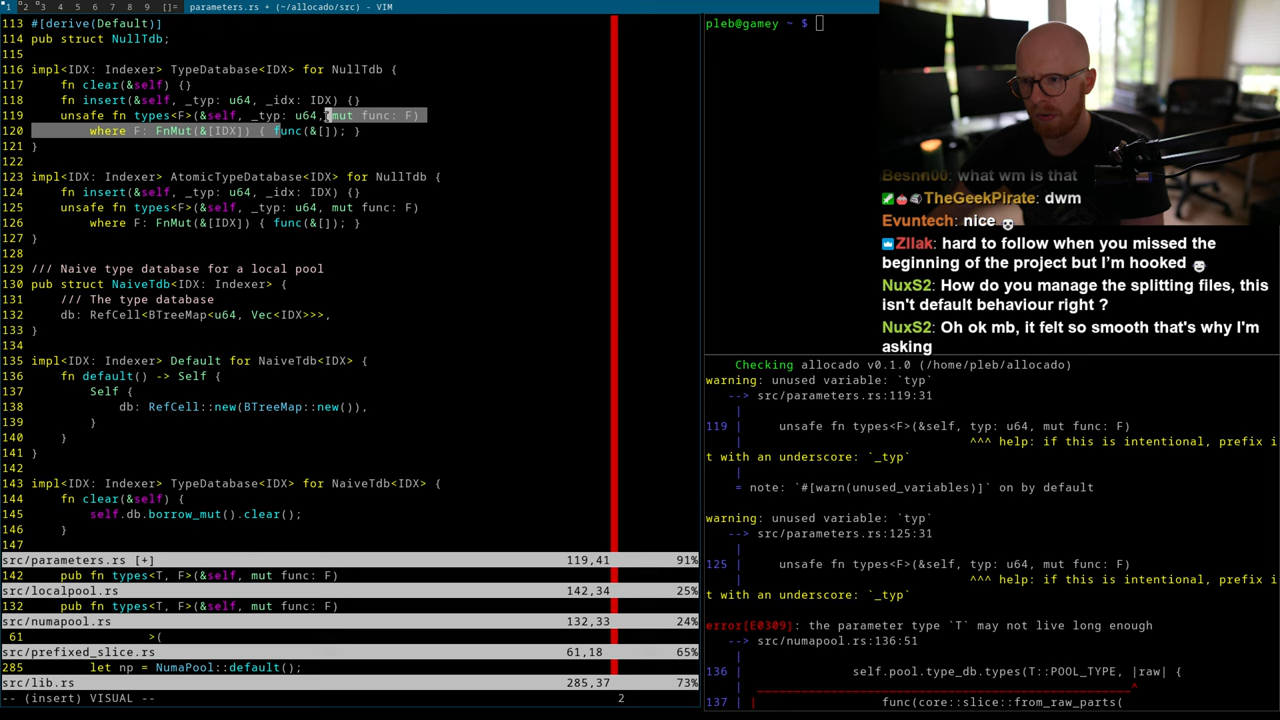 1 2 3 4 5 6 7 8 9 []= parameters.rs + (~/allocado/src) - VIM
113 #[derive(Default)]
114 pub struct NullTdb;
115
116 impl<IDX: Indexer> TypeDatabase<IDX> for NullTdb {
117     fn clear(&self) {}
118     fn insert(&self, _typ: u64, _idx: IDX) {}
119     unsafe fn types<F>(&self, _typ: u64, mut func: F)
120         where F: FnMut(&[IDX]) { func(&[]); }
121 }
122
123 impl<IDX: Indexer> AtomicTypeDatabase<IDX> for NullTdb {
124     fn insert(&self, _typ: u64, _idx: IDX) {}
125     unsafe fn types<F>(&self, _typ: u64, mut func: F)
126         where F: FnMut(&[IDX]) { func(&[]); }
127 }
128
129 /// Naive type database for a local pool
130 pub struct NaiveTdb<IDX: Indexer> {
131     /// The type database
132     db: RefCell<BTreeMap<u64, Vec<IDX>>>,
133 }
134
135 impl<IDX: Indexer> Default for NaiveTdb<IDX> {
136     fn default() -> Self {
137         Self {
138             db: RefCell::new(BTreeMap::new()),
139         }
140     }
141 }
142
143 impl<IDX: Indexer> TypeDatabase<IDX> for NaiveTdb<IDX> {
144     fn clear(&self) {
145         self.db.borrow_mut().clear();
146     }
147
src/parameters.rs [+] 119,41 91%
142     pub fn types<T, F>(&self, mut func: F)
src/localpool.rs 142,34 25%
132     pub fn types<T, F>(&self, mut func: F)
src/numapool.rs 132,33 24%
61                 >(
src/prefixed_slice.rs 61,18 65%
285         let np = NumaPool::default();
src/lib.rs 285,37 73%
-- (insert) VISUAL -- 2
pleb@gamey ~ $
Besnn00: what wm is that
TheGeekPirate: dwm
Evuntech: nice
Zllak: hard to follow when you missed the
beginning of the project but I'm hooked
NuxS2: How do you manage the splitting files, this
isn't default behaviour right ?
NuxS2: Oh ok mb, it felt so smooth that's why I'm
asking
Checking allocado v0.1.0 (/home/pleb/allocado)
warning: unused variable: `typ`
--> src/parameters.rs:119:31
|
119 |     unsafe fn types<F>(&self, typ: u64, mut func: F)
|                               ^^^ help: if this is intentional, prefix i
t with an underscore: `_typ`
|
= note: `#[warn(unused_variables)]` on by default
warning: unused variable: `typ`
--> src/parameters.rs:125:31
|
125 |     unsafe fn types<F>(&self, typ: u64, mut func: F)
|                               ^^^ help: if this is intentional, prefix i
t with an underscore: `_typ`
error[E0309]: the parameter type `T` may not live long enough
--> src/numapool.rs:136:51
|
136 |             self.pool.type_db.types(T::POOL_TYPE, |raw| {
| ___________________________________________________^
137 | |               func(core::slice::from_raw_parts(